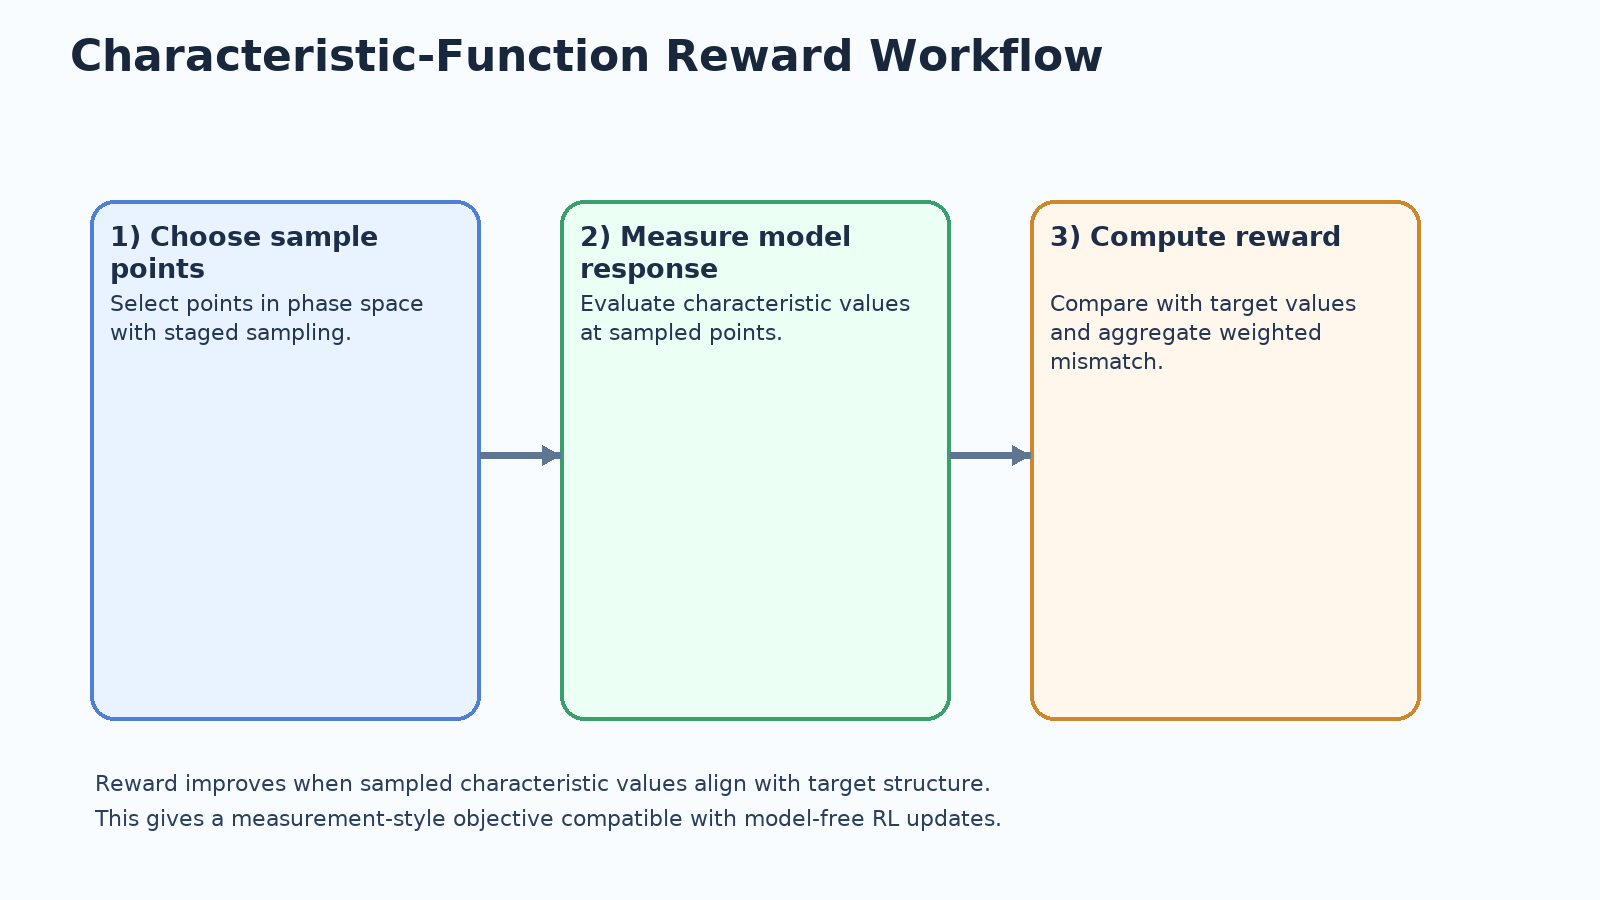 Characteristic-Function Reward Workflow
1) Choose sample
points
Select points in phase space
with staged sampling.
2) Measure model
response
Evaluate characteristic values
at sampled points.
3) Compute reward
Compare with target values
and aggregate weighted
mismatch.
Reward improves when sampled characteristic values align with target structure.
This gives a measurement-style objective compatible with model-free RL updates.